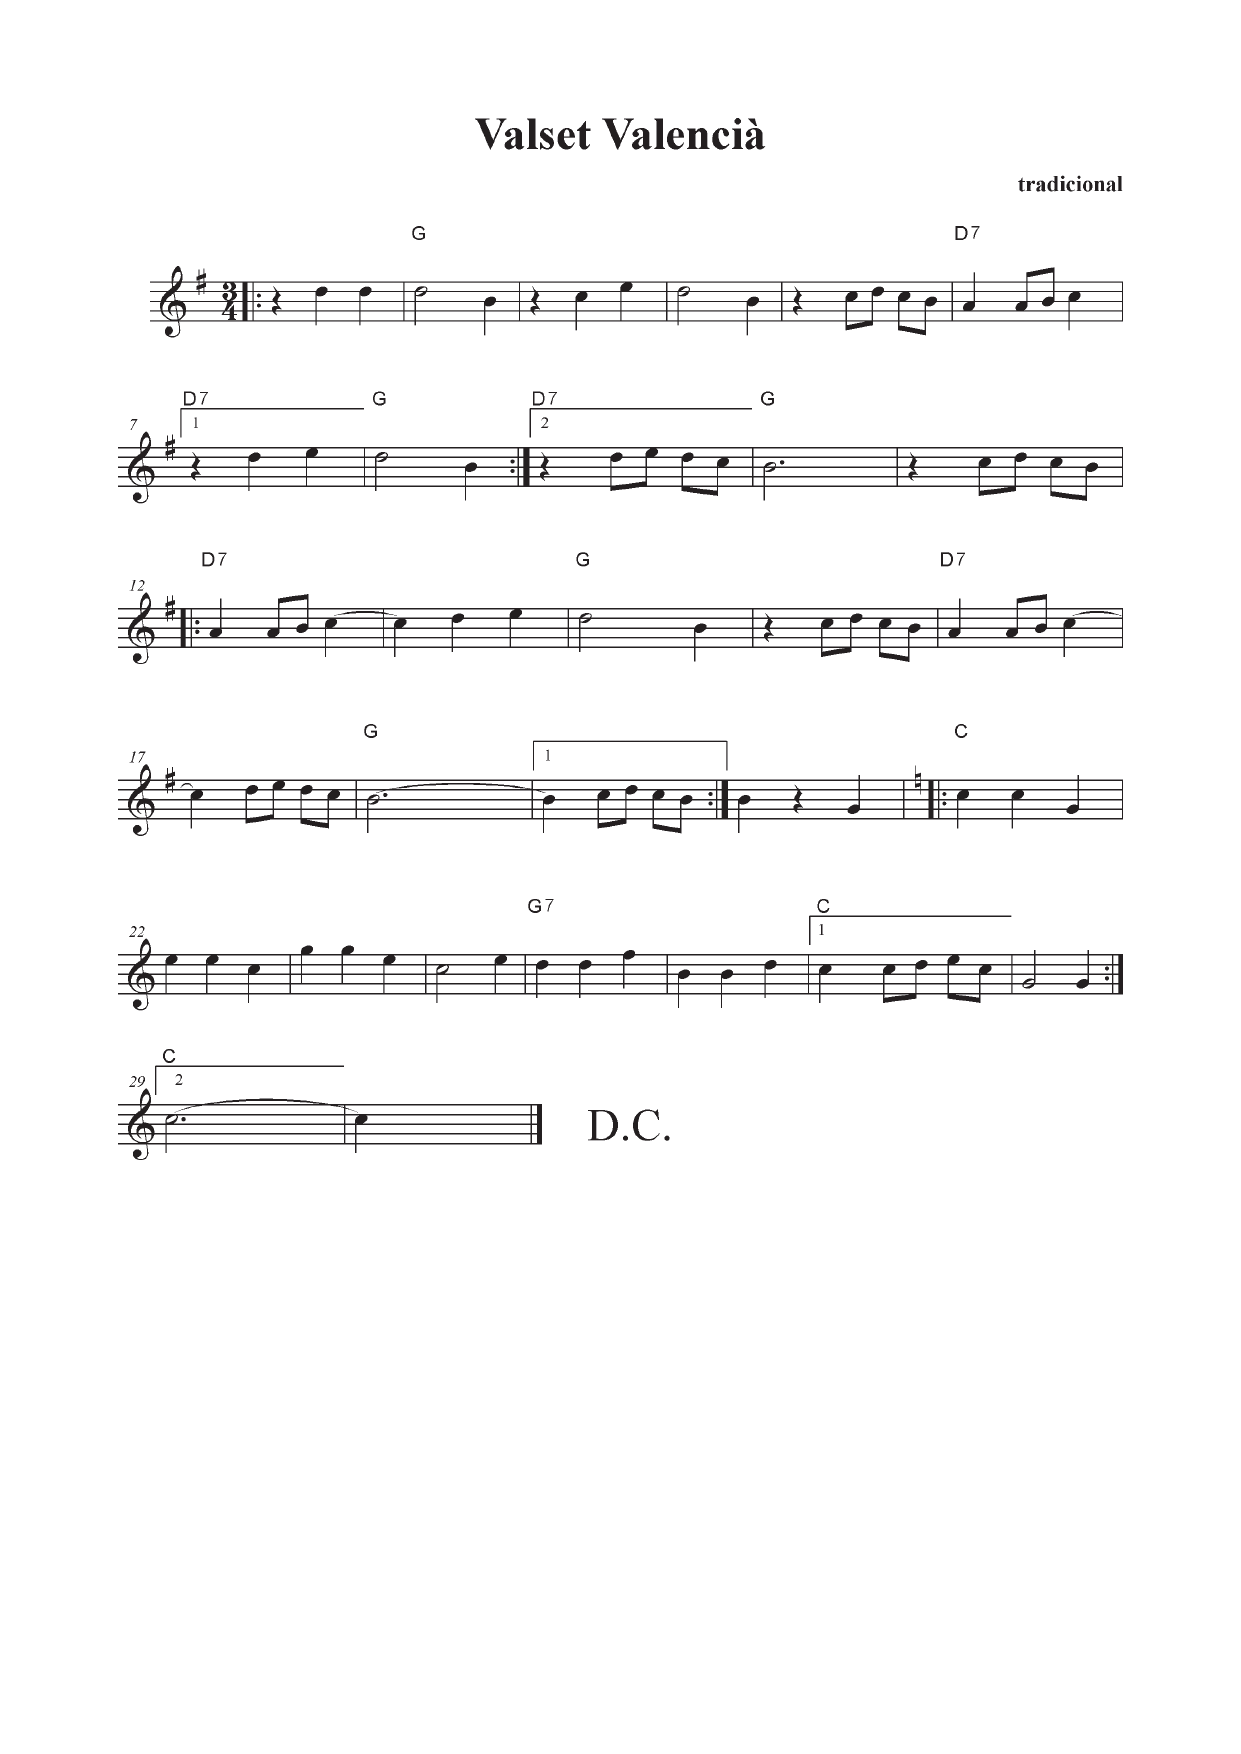 Valset Valencià
tradicional
G D7
3
4
D7 G D7 G
7 1 2
D7 G D7
12
G C
17 1
G7 C
22 1
C
29 2
D.C.